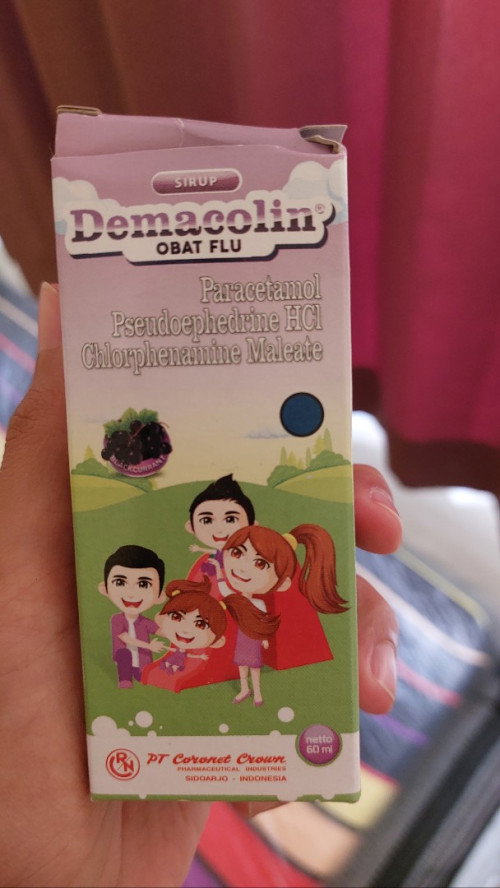 SIRUP
Demacolin®
OBAT FLU
Paracetamol
Pseudoephedrine HCl
Chlorphenamine Maleate
BLACKCURRANT
netto
60 ml
CRN
PT Coronet Crown
PHARMACEUTICAL INDUSTRIES
SIDOARJO - INDONESIA